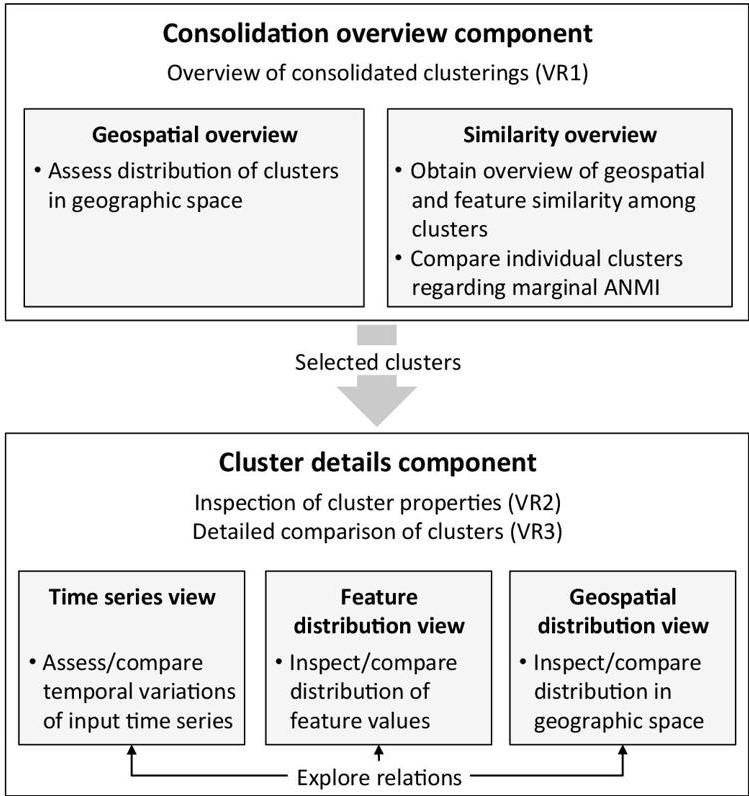 Consolidation overview component
Overview of consolidated clusterings (VR1)
Geospatial overview
• Assess distribution of clusters
in geographic space
Similarity overview
• Obtain overview of geospatial
and feature similarity among
clusters
• Compare individual clusters
regarding marginal ANMI
Selected clusters
Cluster details component
Inspection of cluster properties (VR2)
Detailed comparison of clusters (VR3)
Time series view
• Assess/compare
temporal variations
of input time series
Feature
distribution view
• Inspect/compare
distribution of
feature values
Geospatial
distribution view
• Inspect/compare
distribution in
geographic space
Explore relations